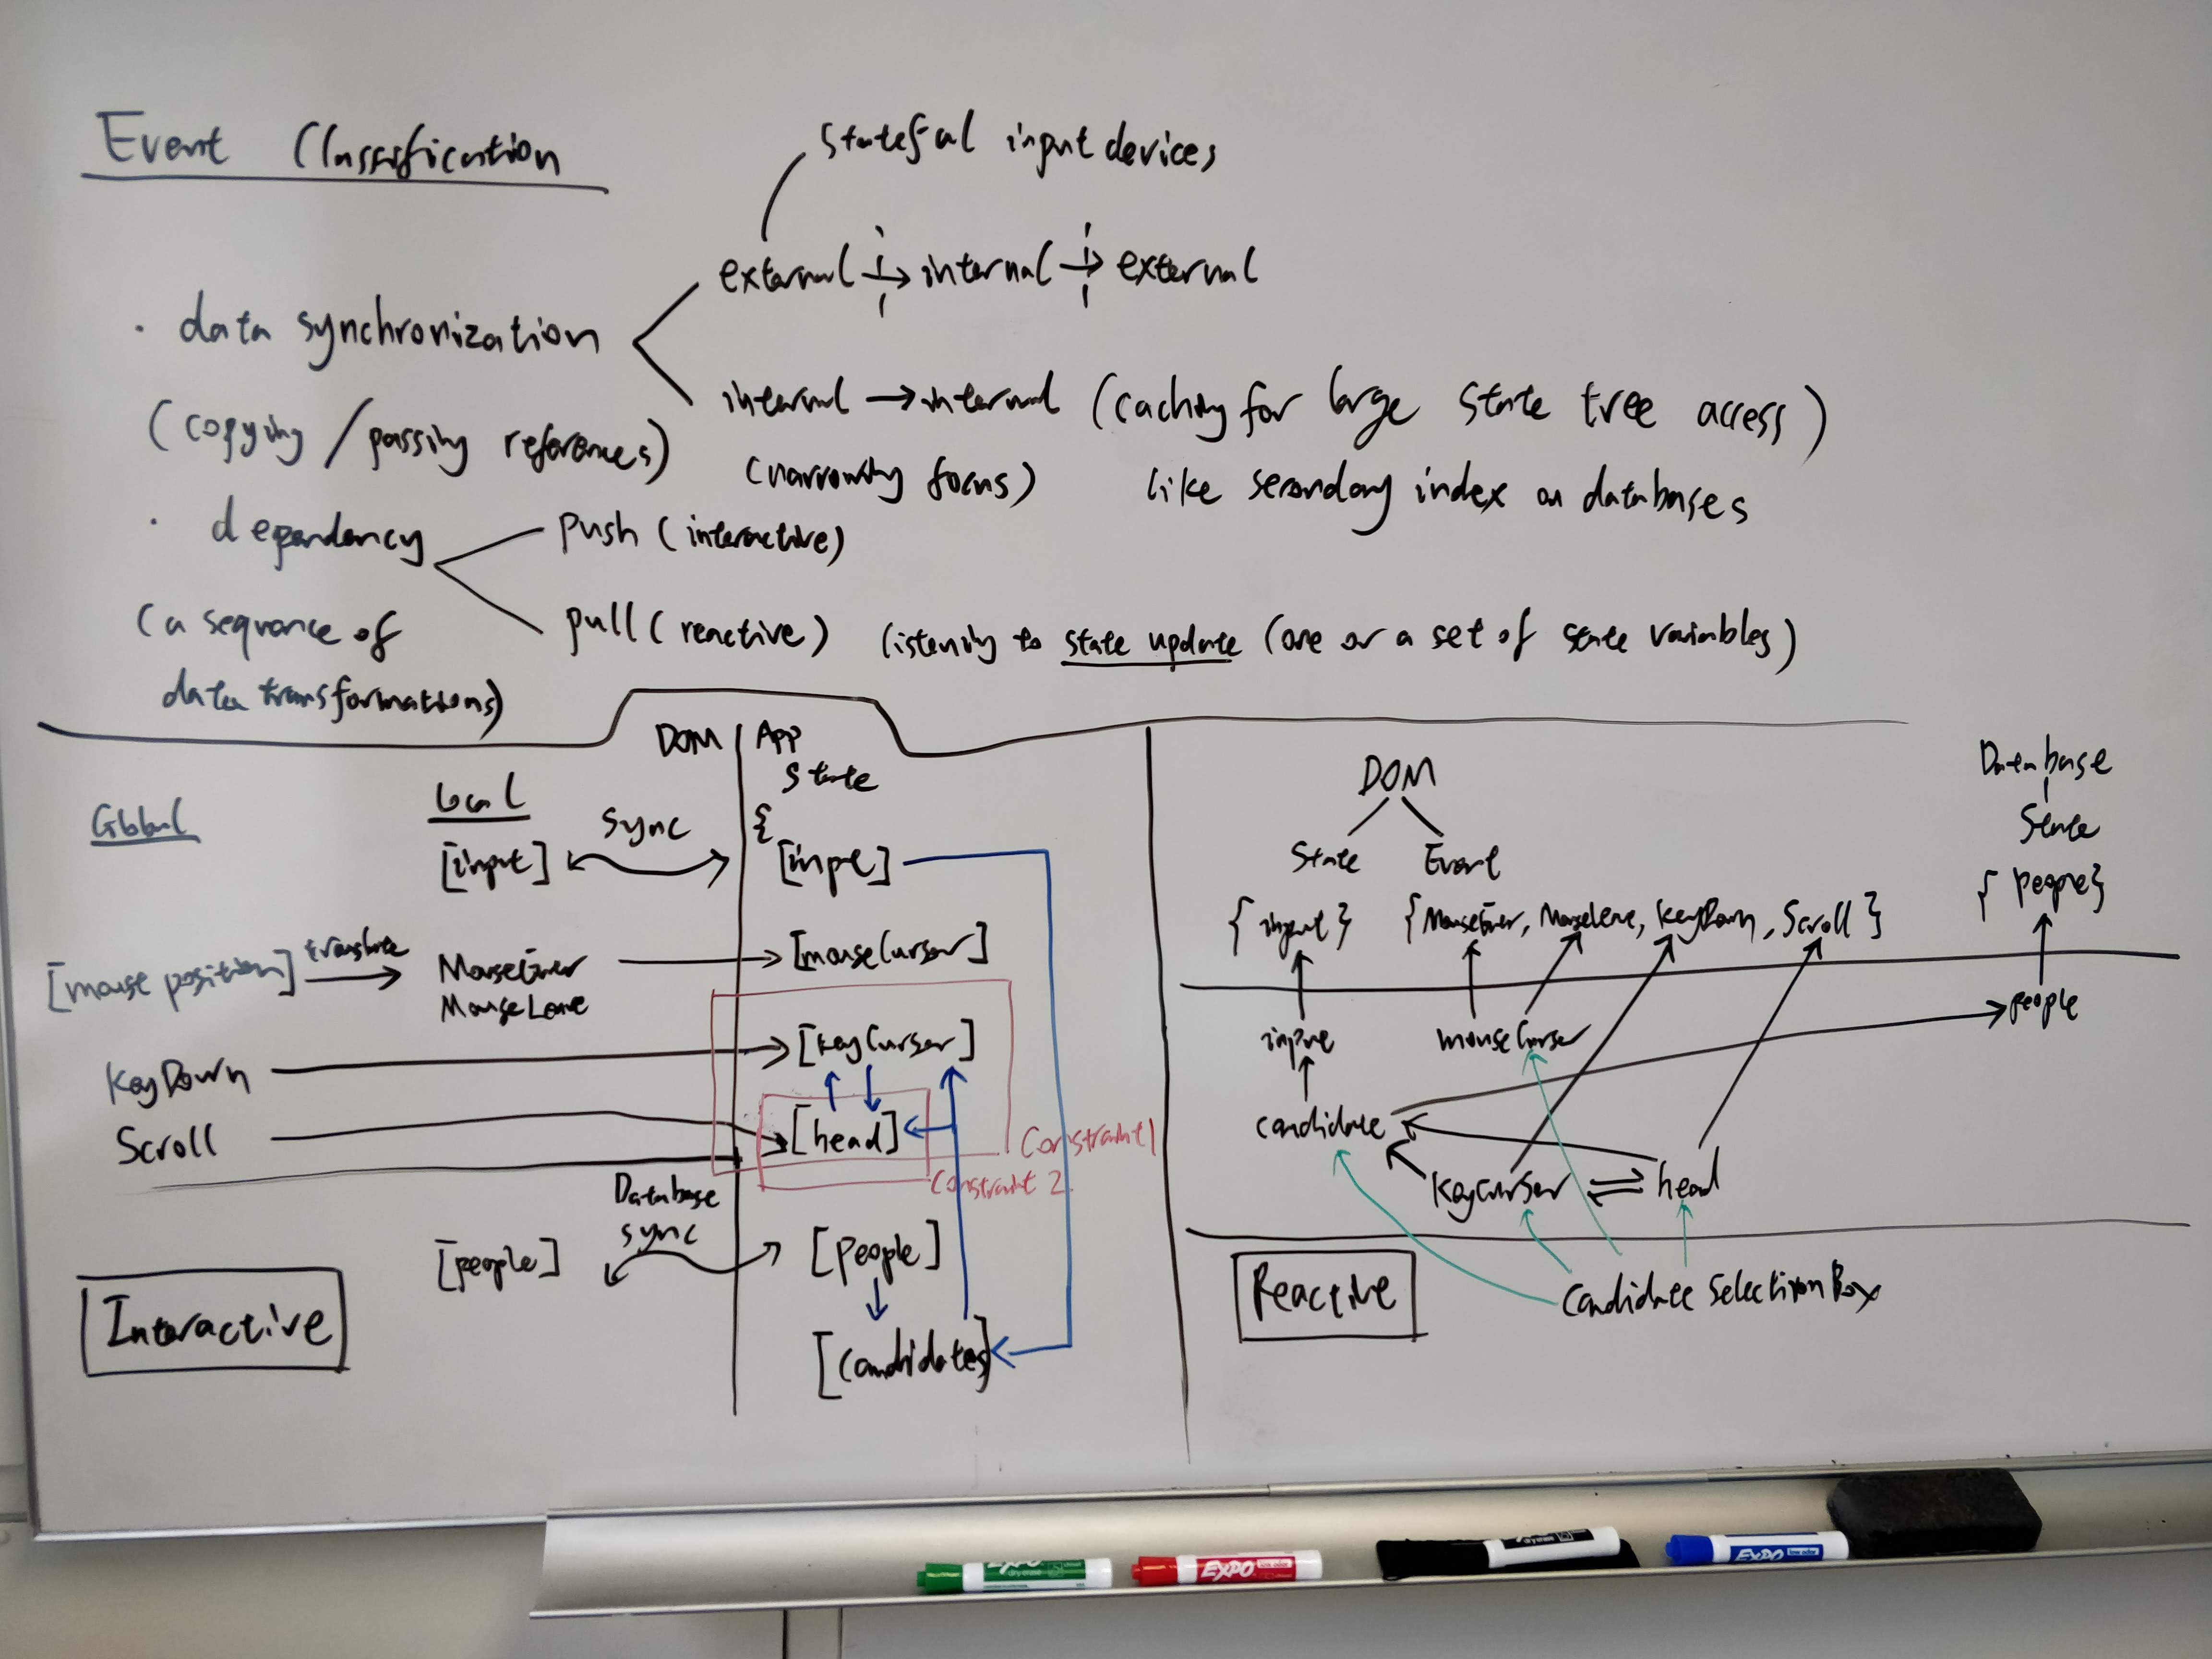 Event Classification
stateful input devices
external → internal → external
· data synchronization
(copying / passing references)
internal → internal (caching for large state tree access)
(narrowing focus) like secondary index on databases
· dependency
push (interactive)
(a sequence of
data transformations)
pull (reactive) (listening to state update (one or a set of state variables)
DOM | App
State
{
Global
Local
sync
[input]
[input]
[mouse position]
translate
MouseEnter
MouseLeave
[mouseCursor]
KeyDown
[keyCursor]
Scroll
[head]
Constraint 1
Constraint 2
Database
sync
[people]
[people]
[candidates]
Interactive
DOM
State
Event
{input}
{MouseEnter, MouseLeave, KeyDown, Scroll}
Database
State
{people}
input
mouseCursor
people
candidate
KeyCursor
head
Reactive
Candidate Selection Box
EXPO
dry erase
EXPO
EXPO